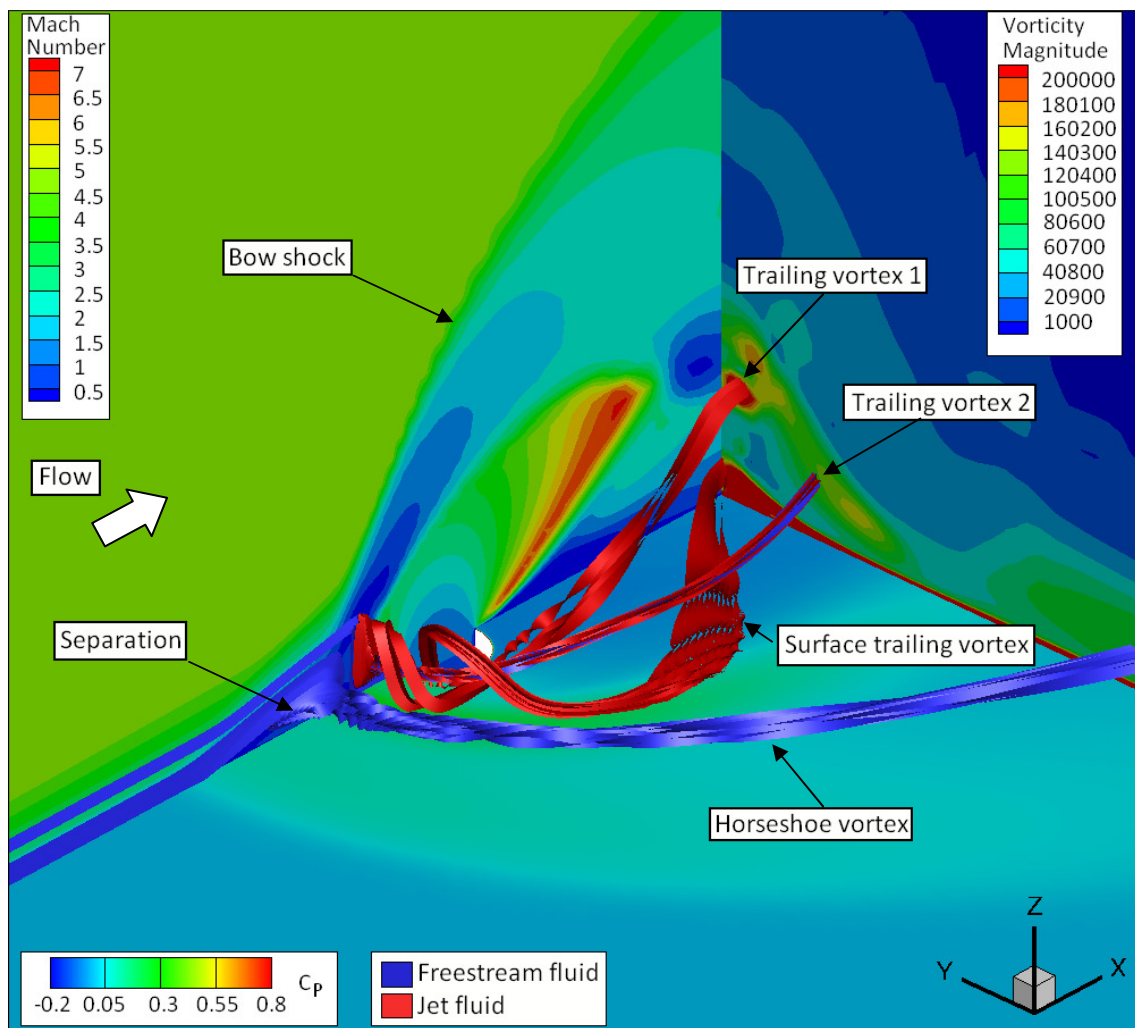 Mach
Number
7
6.5
6
5.5
5
4.5
4
3.5
3
2.5
2
1.5
1
0.5
Vorticity
Magnitude
200000
180100
160200
140300
120400
100500
80600
60700
40800
20900
1000
Bow shock
Trailing vortex 1
Trailing vortex 2
Flow
Separation
Surface trailing vortex
Horseshoe vortex
-0.2 0.05 0.3 0.55 0.8 CP
Freestream fluid
Jet fluid
Z
Y
X